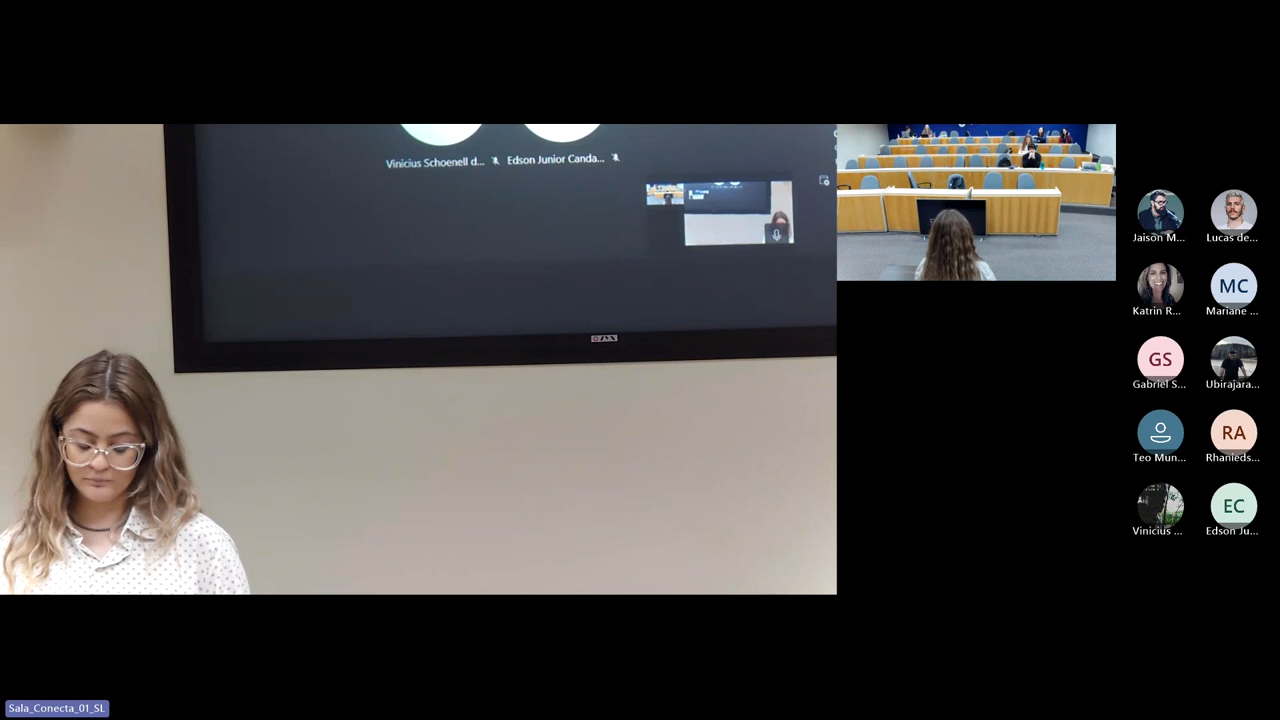 Vinicius Schoenell d...
Edson Junior Canda...
Jaison M...
Lucas de...
Katrin R...
MC
Mariane ...
GS
Gabriel S...
Ubirajara...
Teo Mun...
RA
Rhanieds...
Vinicius ...
EC
Edson Ju...
Sala_Conecta_01_SL